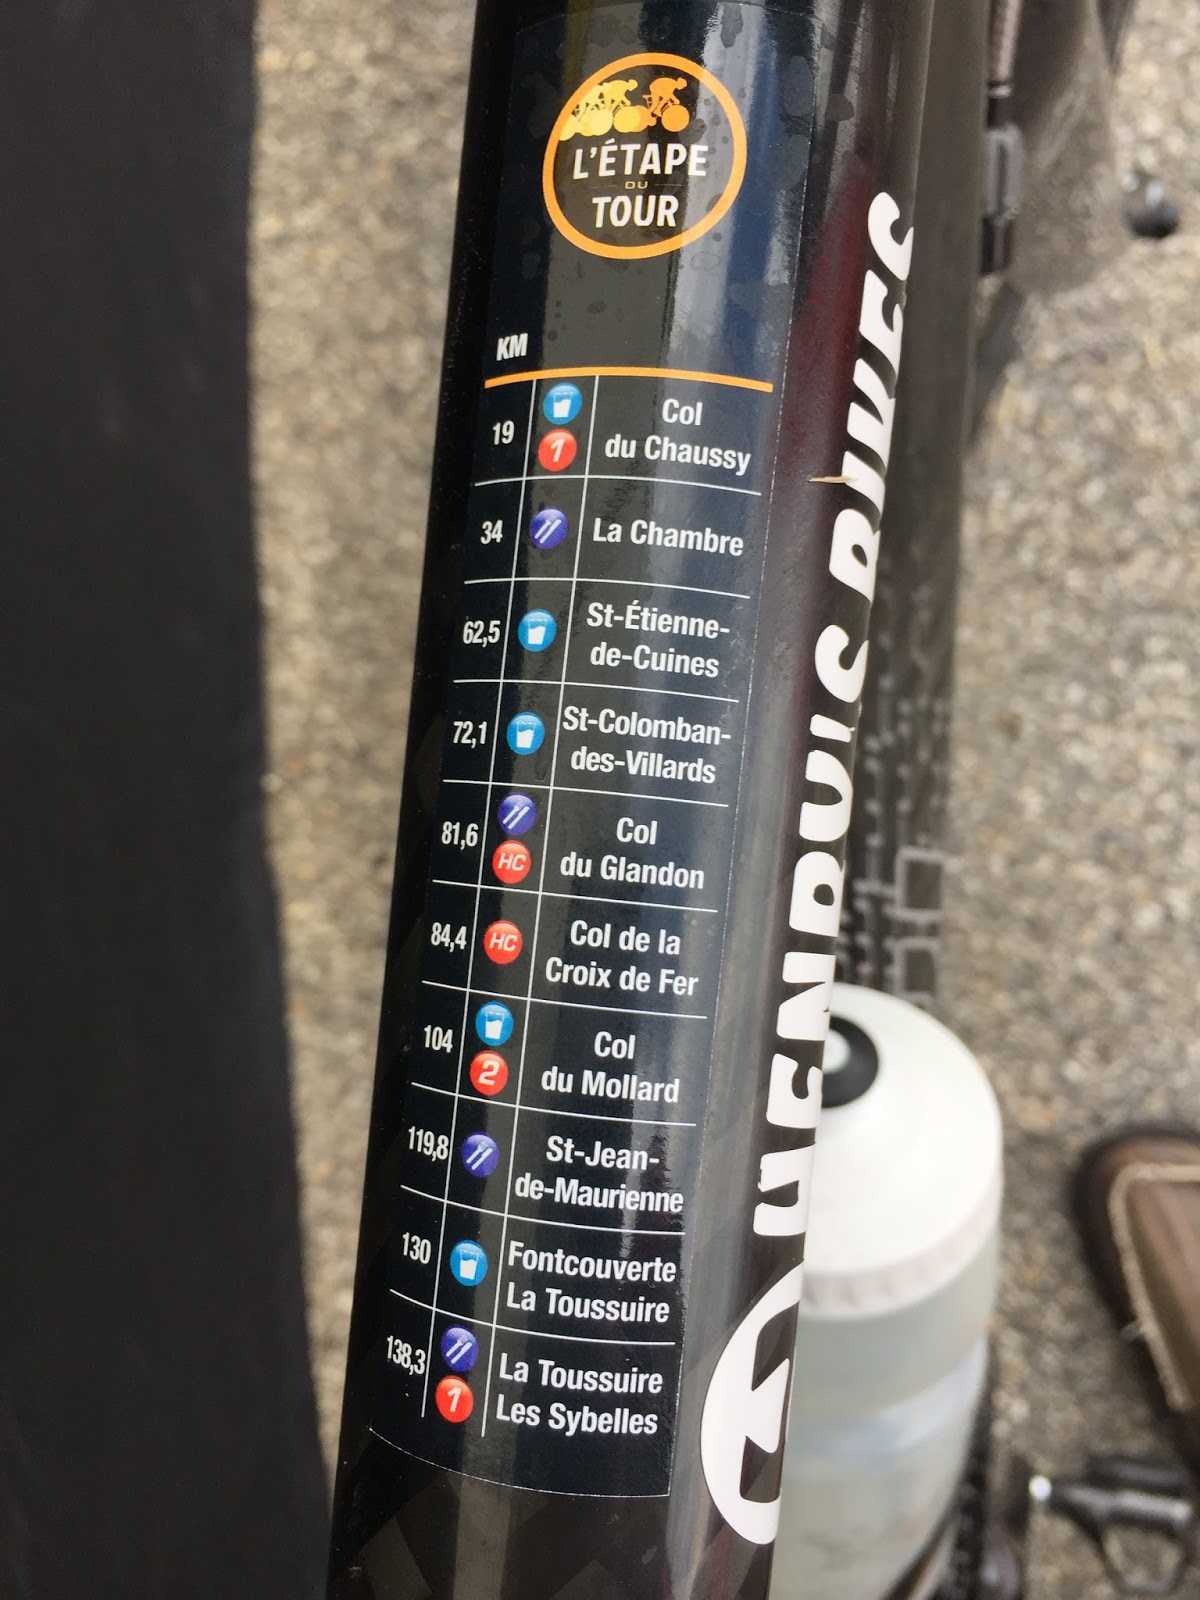 L'ÉTAPE
DU
TOUR
KM
19
1
Col
du Chaussy
34
La Chambre
62,5
St-Étienne-
de-Cuines
72,1
St-Colomban-
des-Villards
81,6
HC
Col
du Glandon
84,4
HC
Col de la
Croix de Fer
104
2
Col
du Mollard
119,8
St-Jean-
de-Maurienne
130
Fontcouverte
La Toussuire
138,3
1
La Toussuire
Les Sybelles